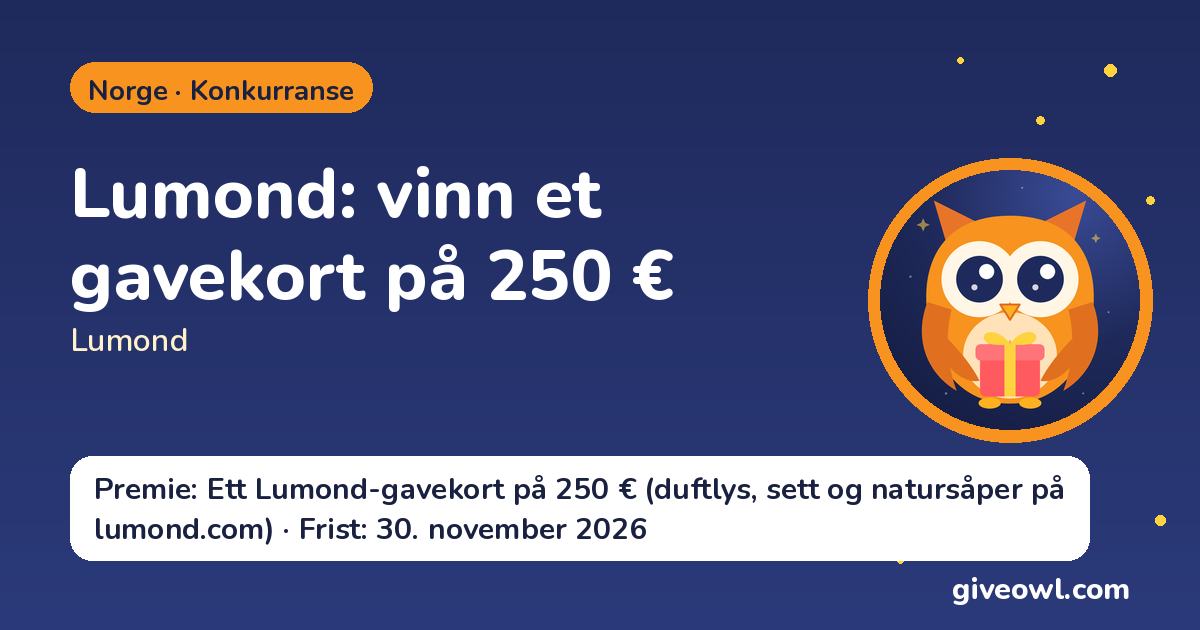 Norge · Konkurranse
Lumond: vinn et
gavekort på 250 €
Lumond
Premie: Ett Lumond-gavekort på 250 € (duftlys, sett og natursåper på
lumond.com) · Frist: 30. november 2026
giveowl.com